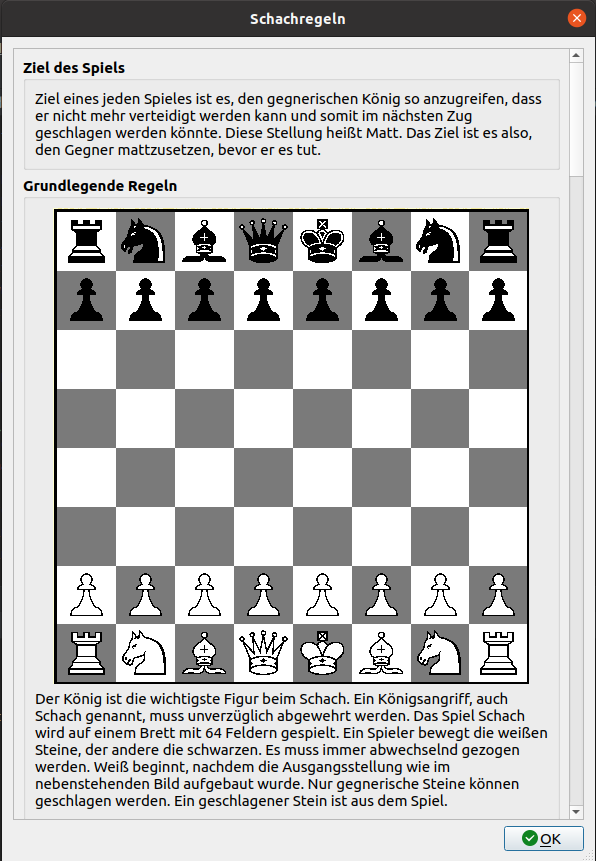 Schachregeln
Ziel des Spiels
Ziel eines jeden Spieles ist es, den gegnerischen König so anzugreifen, dass
er nicht mehr verteidigt werden kann und somit im nächsten Zug
geschlagen werden könnte. Diese Stellung heißt Matt. Das Ziel ist es also,
den Gegner mattzusetzen, bevor er es tut.
Grundlegende Regeln
Der König ist die wichtigste Figur beim Schach. Ein Königsangriff, auch
Schach genannt, muss unverzüglich abgewehrt werden. Das Spiel Schach
wird auf einem Brett mit 64 Feldern gespielt. Ein Spieler bewegt die weißen
Steine, der andere die schwarzen. Es muss immer abwechselnd gezogen
werden. Weiß beginnt, nachdem die Ausgangsstellung wie im
nebenstehenden Bild aufgebaut wurde. Nur gegnerische Steine können
geschlagen werden. Ein geschlagener Stein ist aus dem Spiel.
OK